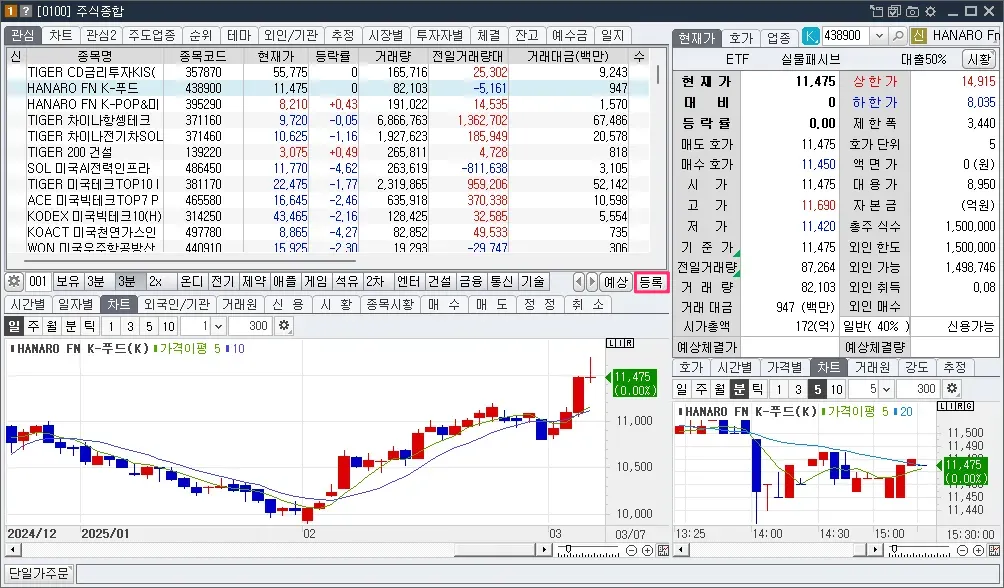 1 ? [0100] 주식종합
관심 차트 관심2 주도업종 순위 테마 외인/기관 추정 시장별 투자자별 체결 잔고 예수금 일지
신 종목명 종목코드 현재가 등락률 거래량 전일거래량대 거래대금(백만) 수
TIGER CD금리투자KIS( 357870 55,775 0 165,716 25,302 9,243
HANARO FN K-푸드 438900 11,475 0 82,103 -5,161 947
HANARO FN K-POP&미 395290 8,210 +0,43 191,022 14,535 1,570
TIGER 차이나항셍테크 371160 9,720 -0,05 6,866,763 1,362,702 67,486
TIGER 차이나전기차SOL 371460 10,625 -1,16 1,927,623 185,949 20,578
TIGER 200 건설 139220 3,075 +0,49 265,811 4,728 818
SOL 미국AI전력인프라 486450 11,770 -4,62 263,619 -811,638 3,105
TIGER 미국테크TOP10 I 381170 22,475 -1,77 2,319,865 959,206 52,142
ACE 미국빅테크TOP7 P 465580 16,645 -2,46 635,918 370,338 10,598
KODEX 미국빅테크10(H) 314250 43,465 -2,16 128,425 32,585 5,554
KOACT 미국천연가스인 497780 8,865 -4,27 82,852 49,533 735
WON 미국우주항공방산 440910 15,925 -2,30 19,293 -29,747 306
001 보유 3분 3분 2x 온디 전기 제약 애플 게임 석유 2차 엔터 건설 금융 통신 기술 예상 등록
시간별 일자별 차트 외국인/기관 거래원 신 용 시 황 종목시황 매 수 매 도 정 정 취 소
일 주 월 분 틱 1 3 5 10 1 300
HANARO FN K-푸드(K) 가격이평 5 10
L I R
11,475
(0.00%)
11,000
10,500
10,000
2024/12 2025/01 02 03 03/07
단일가주문
현재가 호가 업종 K 438900 신 HANARO Fn
ETF 실물패시브 대출50% 시황
현 재 가 11,475 상 한 가 14,915
대 비 0 하 한 가 8,035
등 락 률 0,00 제 한 폭 3,440
매도 호가 11,475 호가 단위 5
매수 호가 11,450 액 면 가 0 (원)
시 가 11,475 대 용 가 8,950
고 가 11,690 자 본 금 (억원)
저 가 11,420 총주 식수 1,500,000
기 준 가 11,475 외인 한도 1,500,000
전일거래량 87,264 외인 가능 1,498,746
거 래 량 82,103 외인 취득 0,08
거래 대금 947 (백만) 외인 매수
시가총액 172(억) 일반( 40% ) 신용가능
예상체결가 예상체결량
호가 시간별 가격별 차트 거래원 강도 추정
일 주 월 분 틱 1 3 5 10 5 300
HANARO FN K-푸드(K) 가격이평 5 20
L I R G
11,500
11,490
11,475
(0.00%)
11,450
11,440
13:25 14:00 14:30 15:00 15:30:00